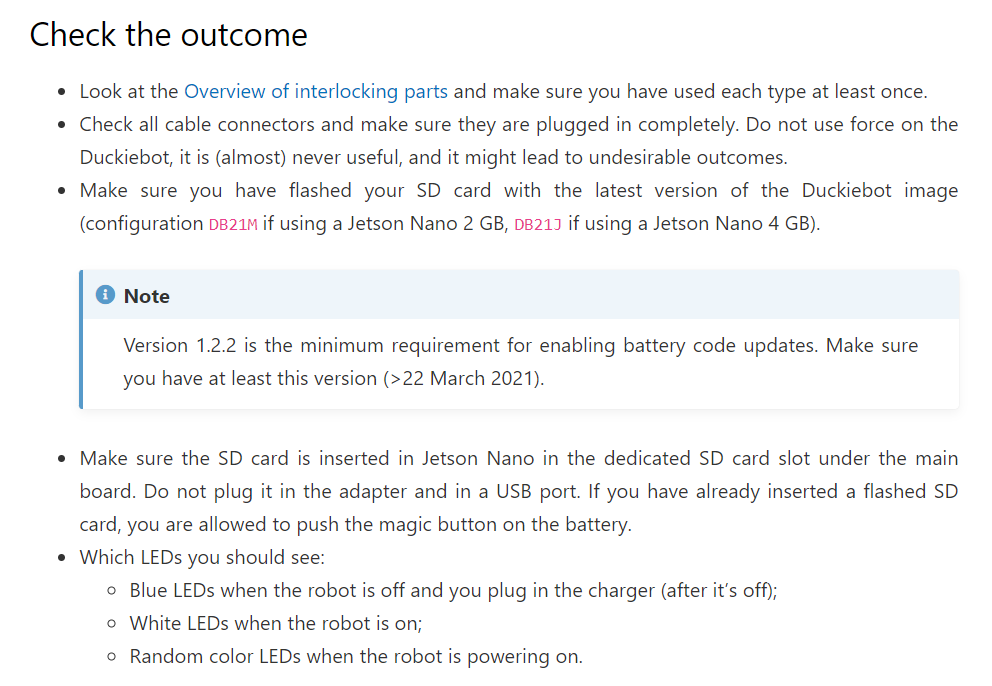 Check the outcome
• Look at the Overview of interlocking parts and make sure you have used each type at least once.
• Check all cable connectors and make sure they are plugged in completely. Do not use force on the
Duckiebot, it is (almost) never useful, and it might lead to undesirable outcomes.
• Make sure you have flashed your SD card with the latest version of the Duckiebot image
(configuration DB21M if using a Jetson Nano 2 GB, DB21J if using a Jetson Nano 4 GB).
Note
Version 1.2.2 is the minimum requirement for enabling battery code updates. Make sure
you have at least this version (>22 March 2021).
• Make sure the SD card is inserted in Jetson Nano in the dedicated SD card slot under the main
board. Do not plug it in the adapter and in a USB port. If you have already inserted a flashed SD
card, you are allowed to push the magic button on the battery.
• Which LEDs you should see:
◦ Blue LEDs when the robot is off and you plug in the charger (after it’s off);
◦ White LEDs when the robot is on;
◦ Random color LEDs when the robot is powering on.